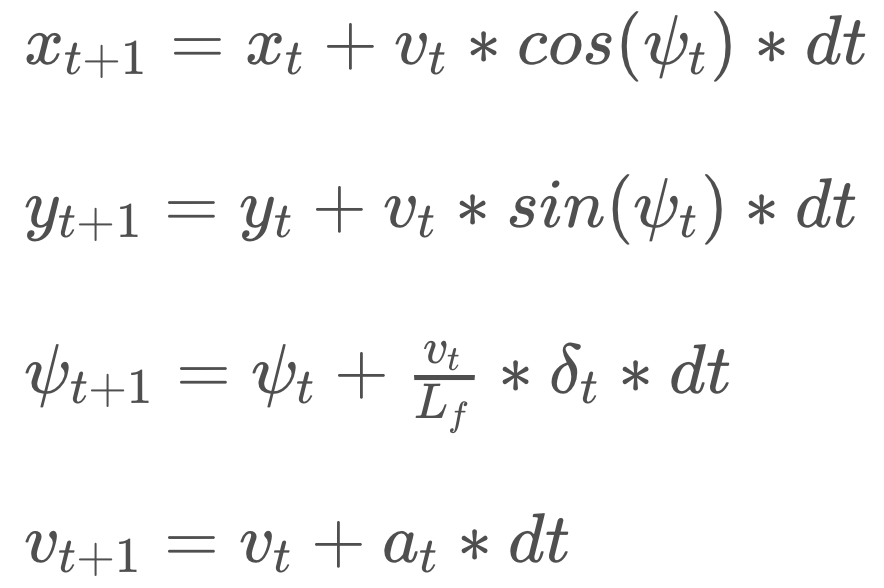 x_{t+1} = x_t + v_t * cos(ψ_t) * dt
y_{t+1} = y_t + v_t * sin(ψ_t) * dt
ψ_{t+1} = ψ_t + \frac{v_t}{L_f} * δ_t * dt
v_{t+1} = v_t + a_t * dt